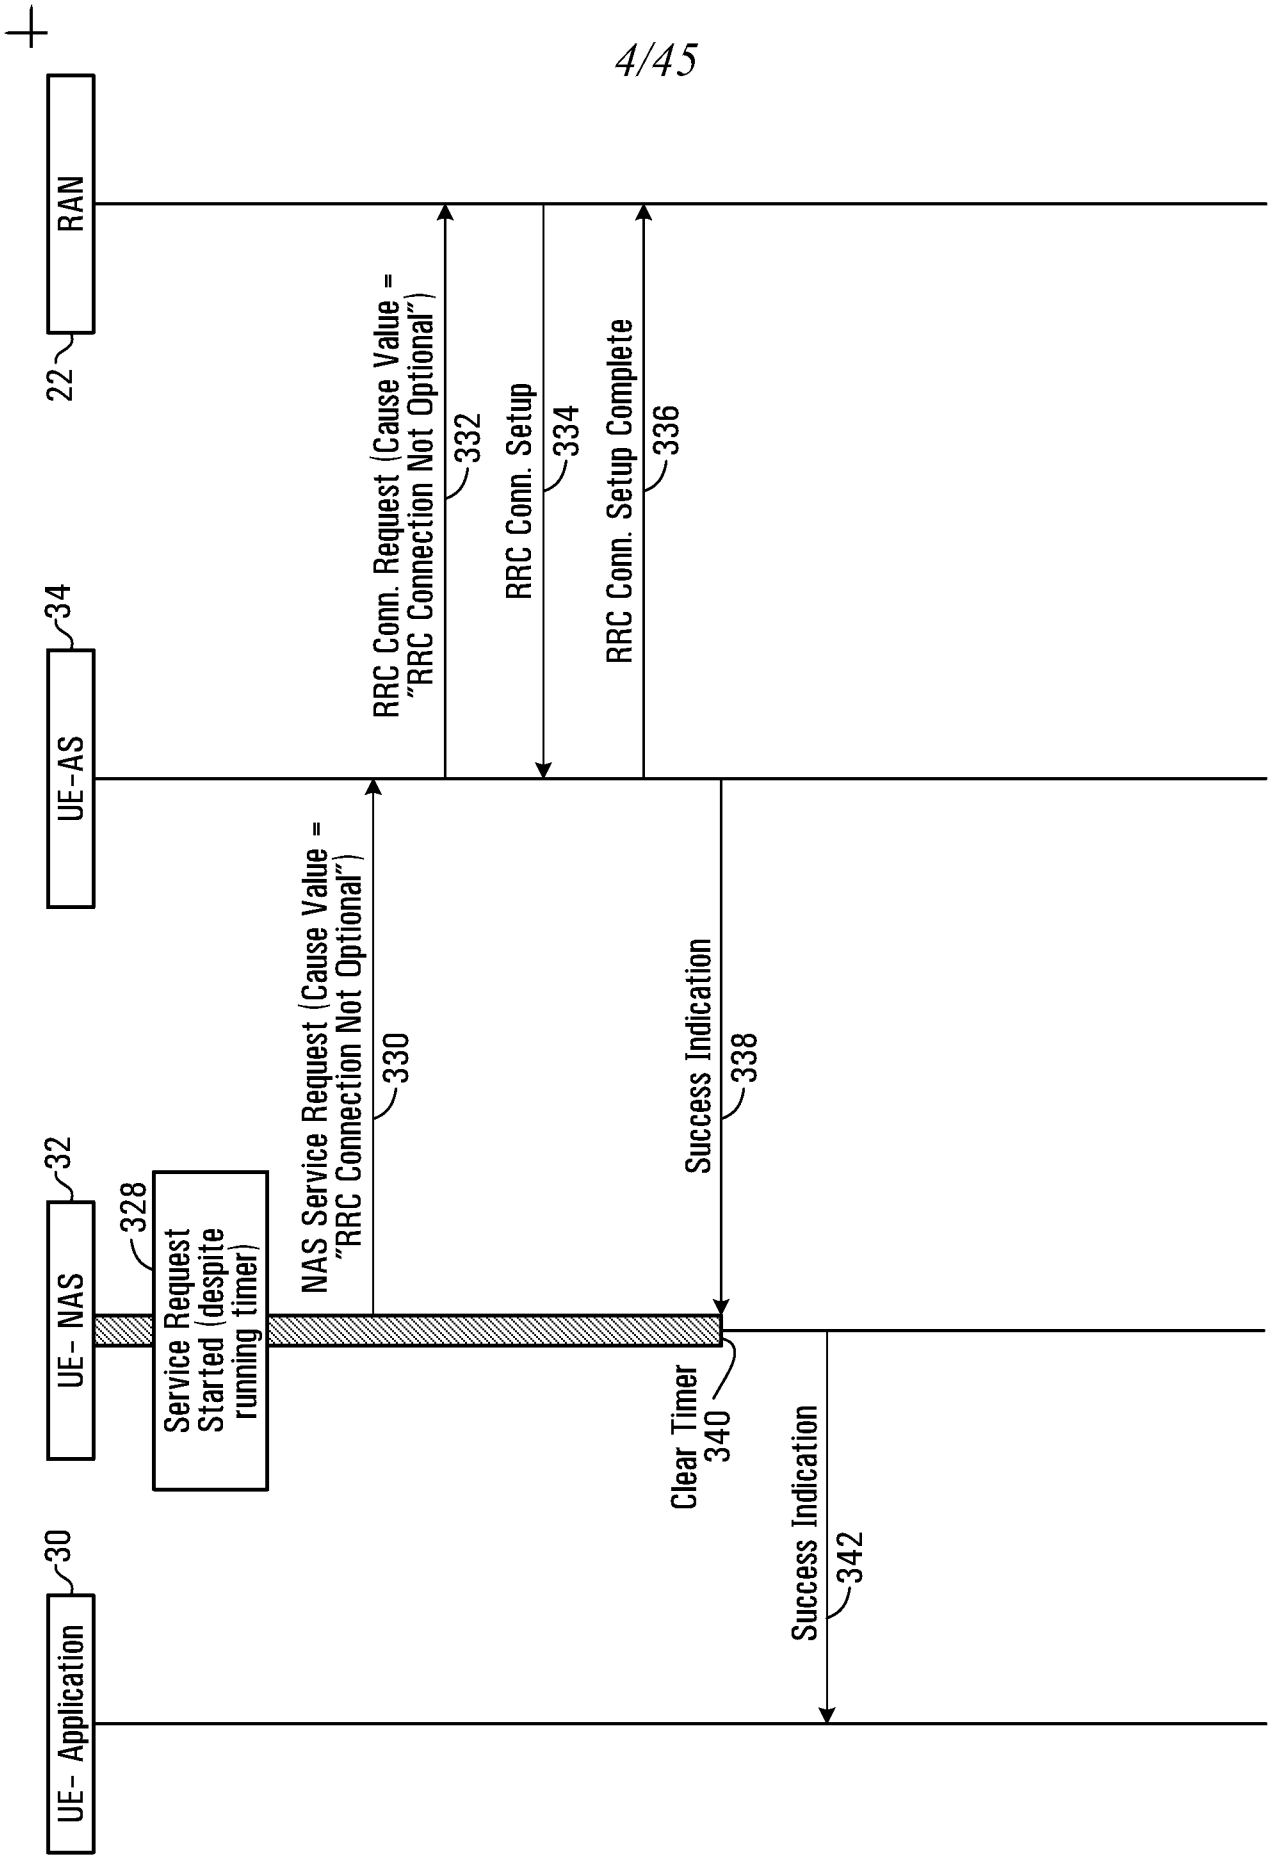 4/45
UE- Application
30
UE- NAS
32
UE-AS
34
RAN
22
328
Service Request
Started (despite
running timer)
NAS Service Request (Cause Value =
"RRC Connection Not Optional")
330
RRC Conn. Request (Cause Value =
"RRC Connection Not Optional")
332
RRC Conn. Setup
334
RRC Conn. Setup Complete
336
Success Indication
338
Clear Timer
340
Success Indication
342